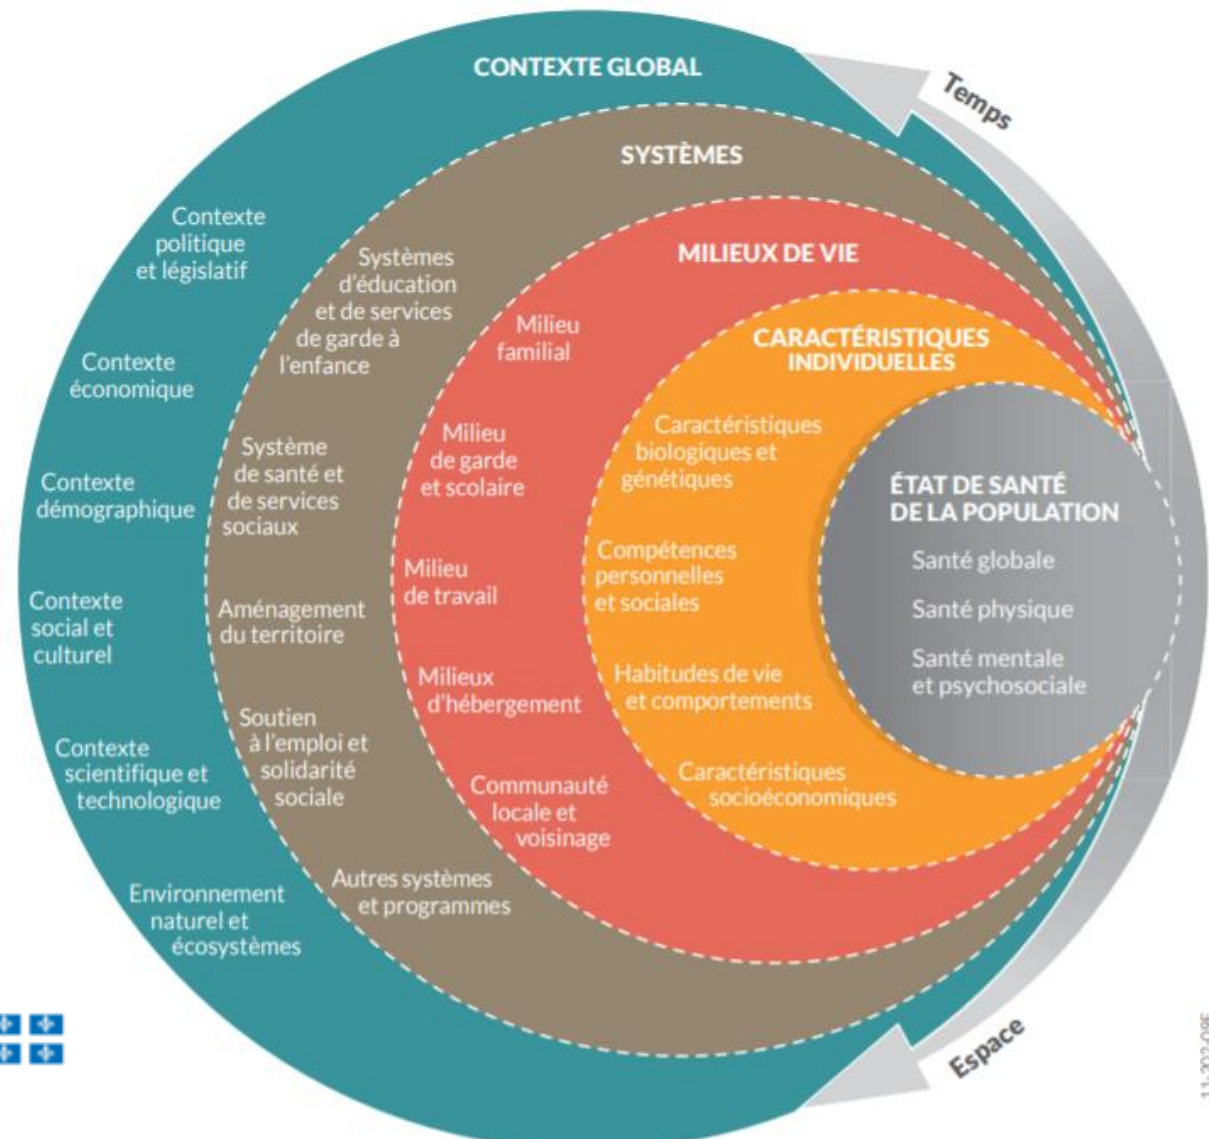 CONTEXTE GLOBAL
Temps
SYSTÈMES
MILIEUX DE VIE
CARACTÉRISTIQUES
INDIVIDUELLES
ÉTAT DE SANTÉ
DE LA POPULATION
Santé globale
Santé physique
Santé mentale
et psychosociale
Contexte
politique
et législatif
Contexte
économique
Contexte
démographique
Contexte
social et
culturel
Contexte
scientifique et
technologique
Environnement
naturel et
écosystèmes
Systèmes
d'éducation
et de services
de garde à
l'enfance
Système
de santé et
de services
sociaux
Aménagement
du territoire
Soutien
à l'emploi et
solidarité
sociale
Autres systèmes
et programmes
Milieu
familial
Milieu
de garde
et scolaire
Milieu
de travail
Milieux
d'hébergement
Communauté
locale et
voisinage
Caractéristiques
biologiques et
génétiques
Compétences
personnelles
et sociales
Habitudes de vie
et comportements
Caractéristiques
socioéconomiques
Espace